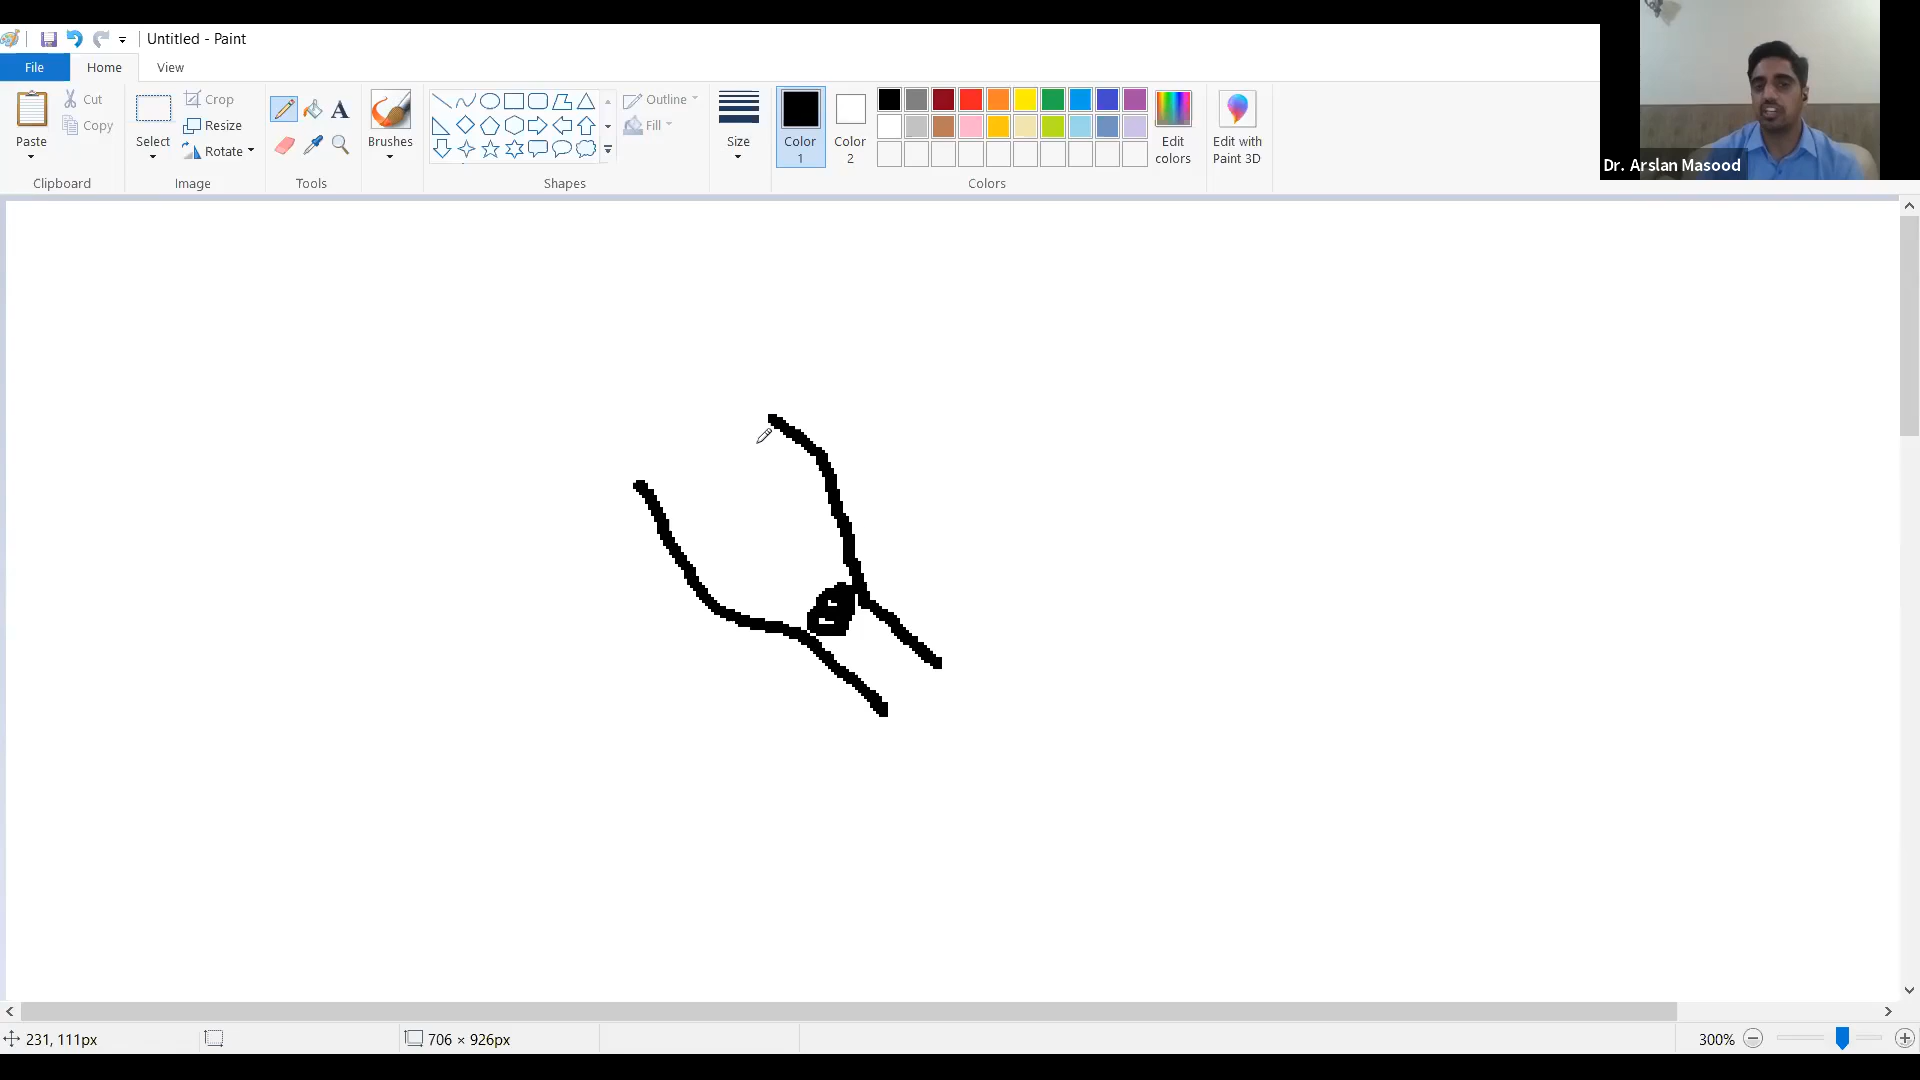 Untitled - Paint
File
Home
View
Paste
Cut
Copy
Clipboard
Select
Crop
Resize
Rotate
Image
A
Tools
Brushes
Outline
Fill
Shapes
Size
Color
1
Color
2
Colors
Edit
colors
Edit with
Paint 3D
Dr. Arslan Masood
231, 111px
706 × 926px
300%